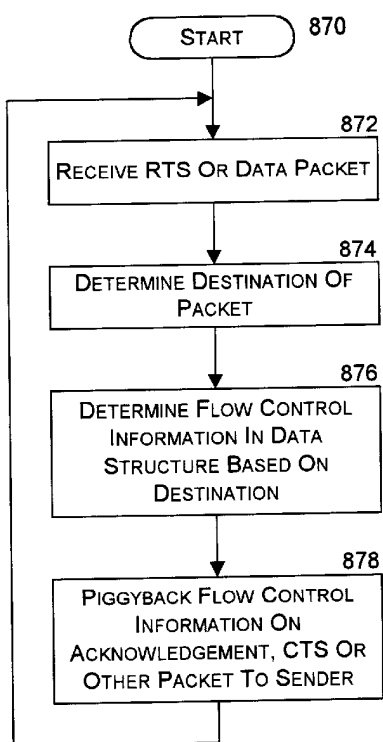 START
870
872
RECEIVE RTS OR DATA PACKET
874
DETERMINE DESTINATION OF
PACKET
876
DETERMINE FLOW CONTROL
INFORMATION IN DATA
STRUCTURE BASED ON
DESTINATION
878
PIGGYBACK FLOW CONTROL
INFORMATION ON
ACKNOWLEDGEMENT, CTS OR
OTHER PACKET TO SENDER